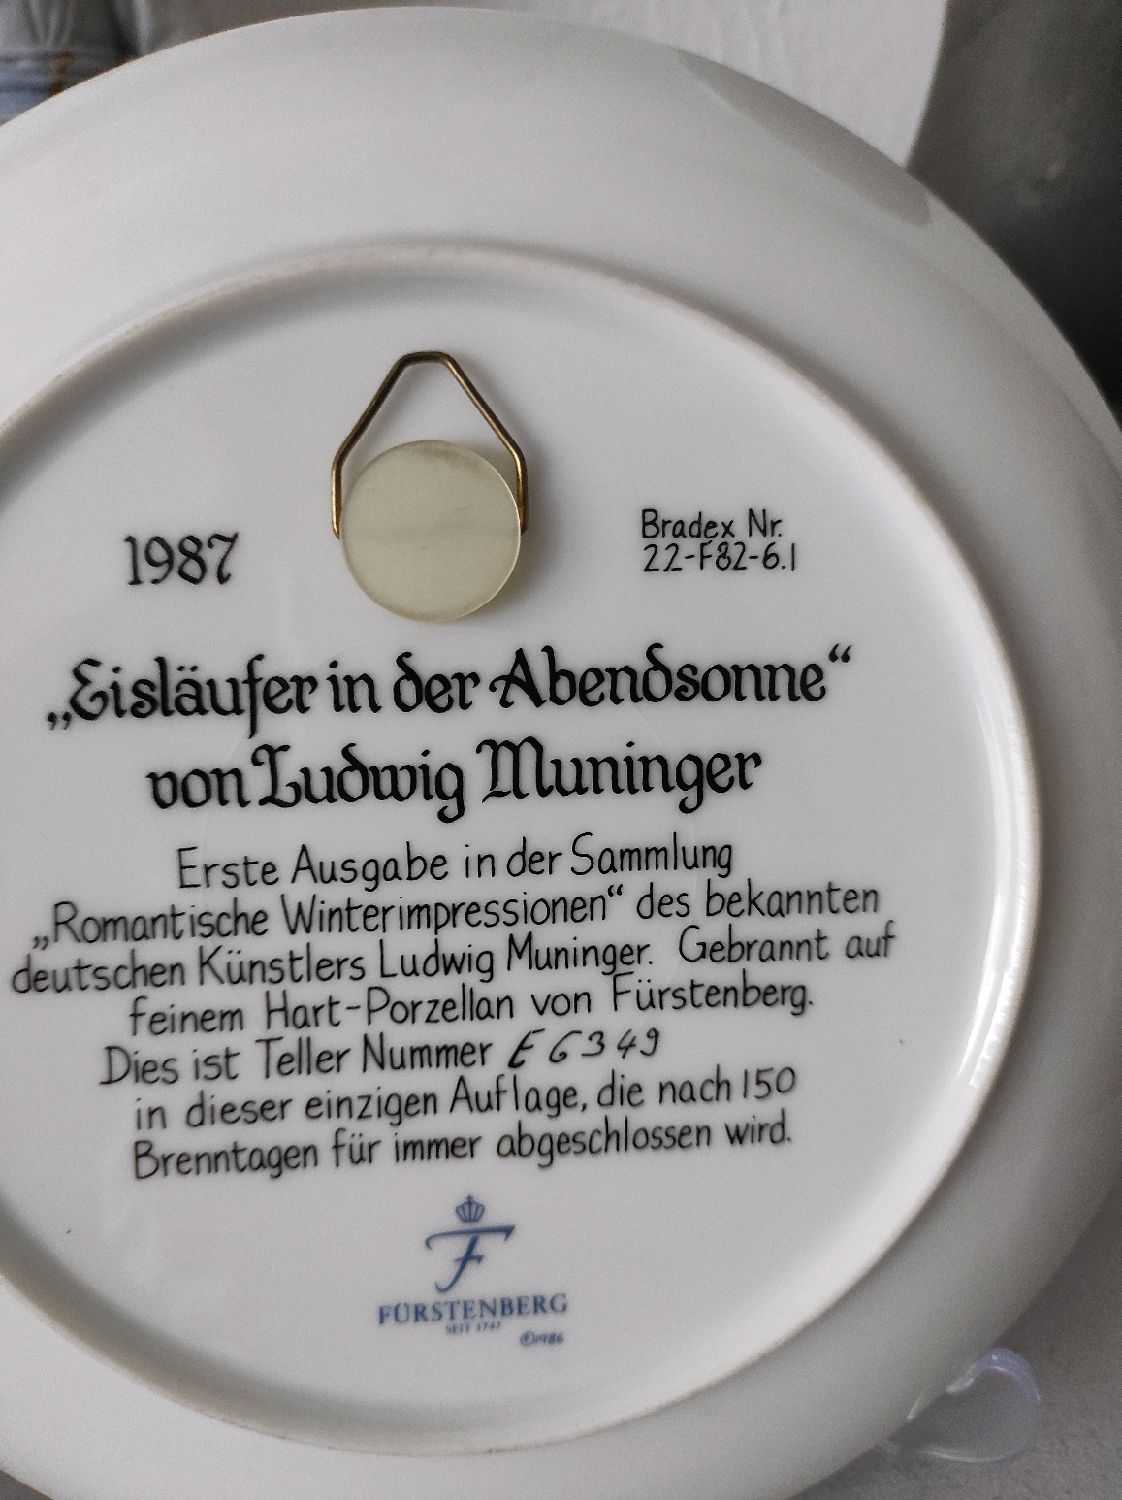 1987
Bradex Nr.
22-F82-6.1
„Eisläufer in der Abendsonne“
von Ludwig Muninger
Erste Ausgabe in der Sammlung
„Romantische Winterimpressionen“ des bekannten
deutschen Künstlers Ludwig Muninger. Gebrannt auf
feinem Hart-Porzellan von Fürstenberg.
Dies ist Teller Nummer E6349
in dieser einzigen Auflage, die nach 150
Brenntagen für immer abgeschlossen wird.
F
FÜRSTENBERG
SEIT 1747
©1986